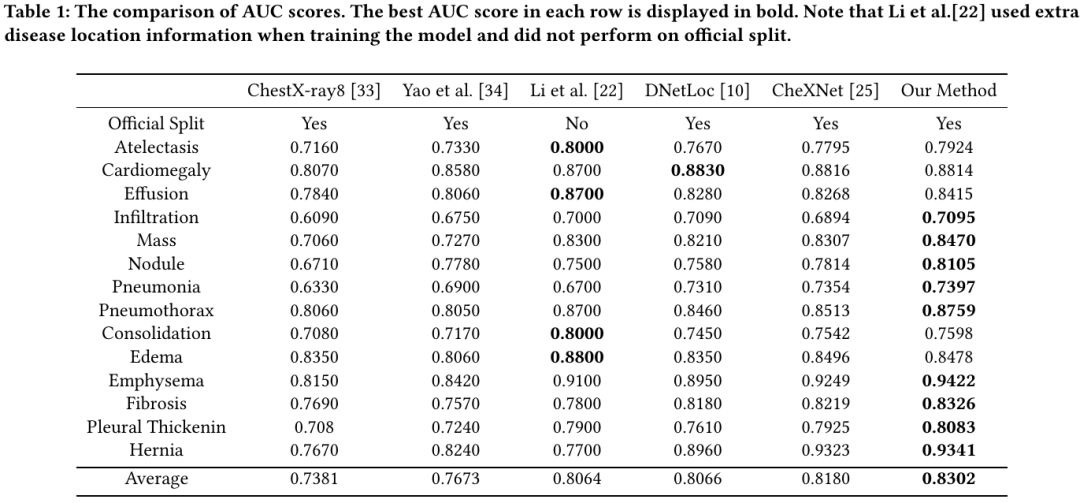 Table 1: The comparison of AUC scores. The best AUC score in each row is displayed in bold. Note that Li et al.[22] used extra
disease location information when training the model and did not perform on official split.
ChestX-ray8 [33] Yao et al. [34] Li et al. [22] DNetLoc [10] CheXNet [25] Our Method
Official Split Yes Yes No Yes Yes Yes
Atelectasis 0.7160 0.7330 0.8000 0.7670 0.7795 0.7924
Cardiomegaly 0.8070 0.8580 0.8700 0.8830 0.8816 0.8814
Effusion 0.7840 0.8060 0.8700 0.8280 0.8268 0.8415
Infiltration 0.6090 0.6750 0.7000 0.7090 0.6894 0.7095
Mass 0.7060 0.7270 0.8300 0.8210 0.8307 0.8470
Nodule 0.6710 0.7780 0.7500 0.7580 0.7814 0.8105
Pneumonia 0.6330 0.6900 0.6700 0.7310 0.7354 0.7397
Pneumothorax 0.8060 0.8050 0.8700 0.8460 0.8513 0.8759
Consolidation 0.7080 0.7170 0.8000 0.7450 0.7542 0.7598
Edema 0.8350 0.8060 0.8800 0.8350 0.8496 0.8478
Emphysema 0.8150 0.8420 0.9100 0.8950 0.9249 0.9422
Fibrosis 0.7690 0.7570 0.7800 0.8180 0.8219 0.8326
Pleural Thickenin 0.708 0.7240 0.7900 0.7610 0.7925 0.8083
Hernia 0.7670 0.8240 0.7700 0.8960 0.9323 0.9341
Average 0.7381 0.7673 0.8064 0.8066 0.8180 0.8302